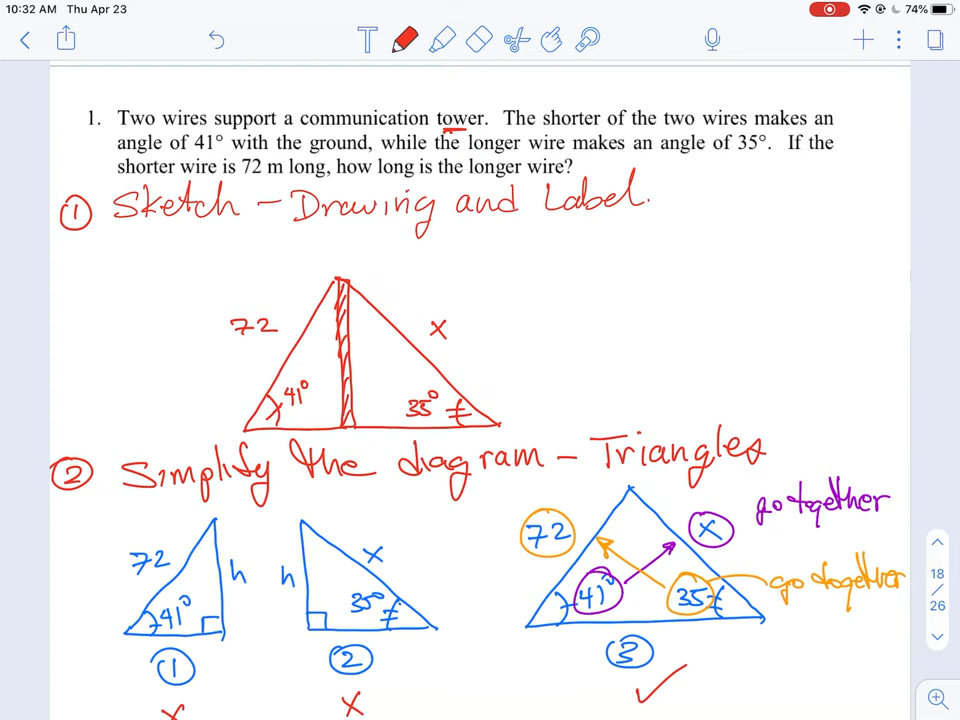 10:32 AM Thu Apr 23
74%
T
1. Two wires support a communication tower. The shorter of the two wires makes an
angle of 41° with the ground, while the longer wire makes an angle of 35°. If the
shorter wire is 72 m long, how long is the longer wire?
① Sketch - Drawing and Label.
72
x
41°
35°
② Simplify the diagram - Triangles
go together
72
h
41°
①
x
h
35°
②
72
x
41°
35
go together
③
x
x
18
/
26